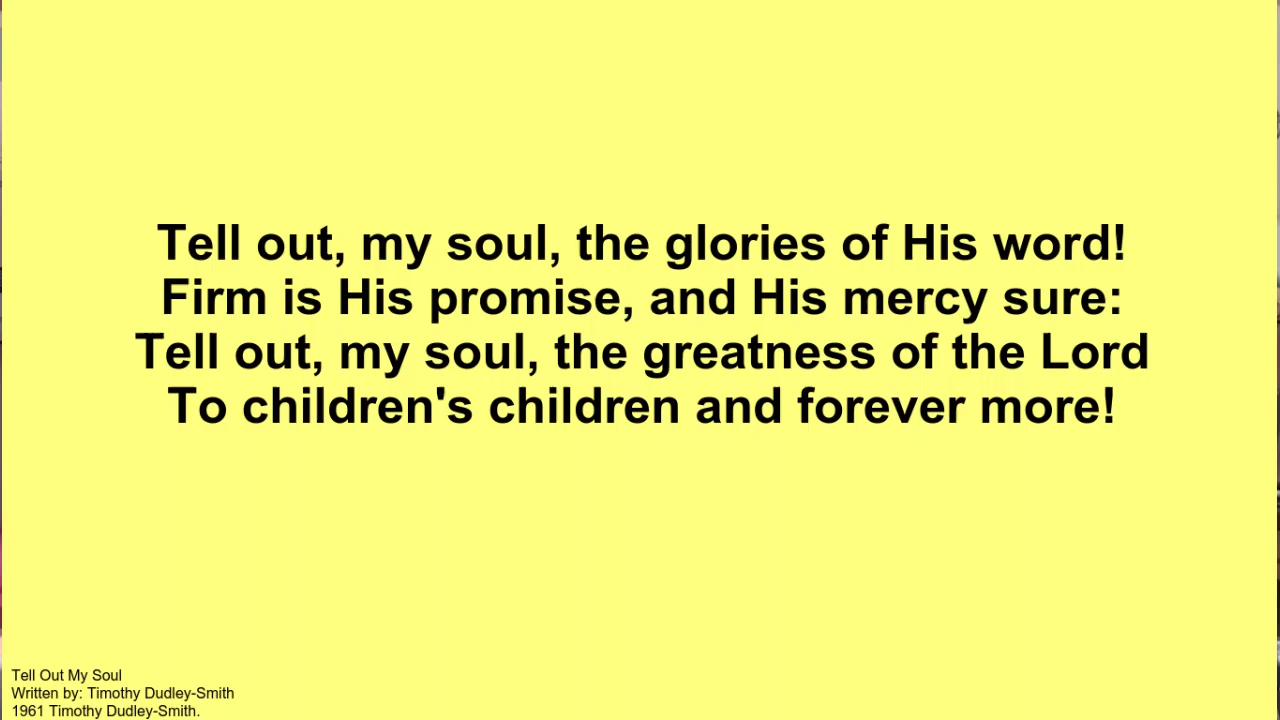 Tell out, my soul, the glories of His word!
Firm is His promise, and His mercy sure:
Tell out, my soul, the greatness of the Lord
To children's children and forever more!
Tell Out My Soul
Written by: Timothy Dudley-Smith
1961 Timothy Dudley-Smith.